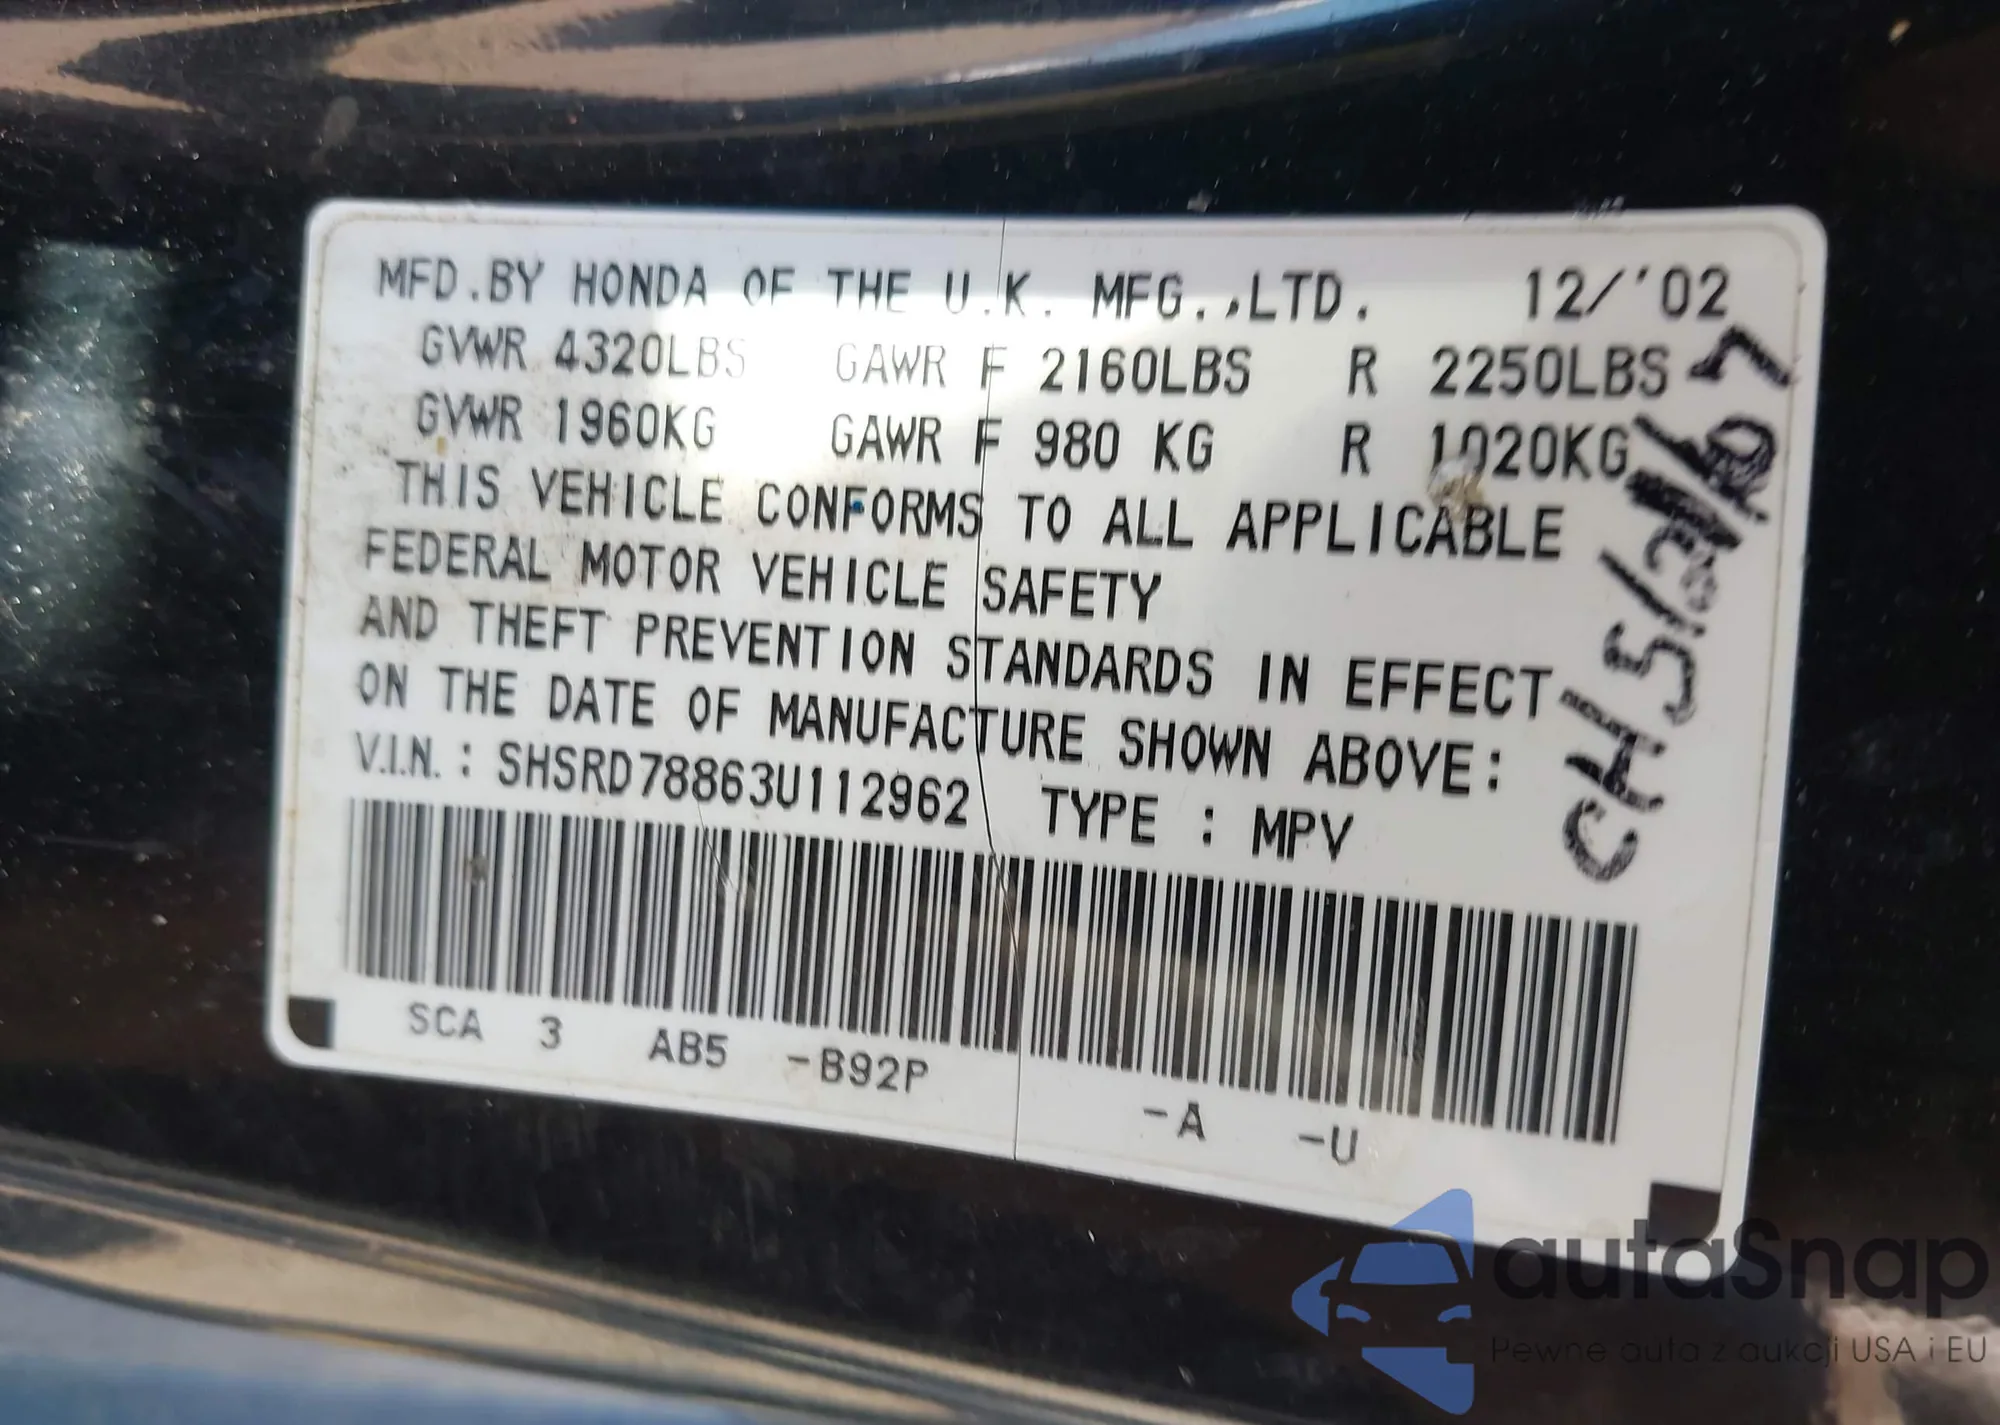 MFD.BY HONDA OF THE U.K. MFG.,LTD. 12/'02
GVWR 4320LBS GAWR F 2160LBS R 2250LBS
GVWR 1960KG GAWR F 980 KG R 1020KG
THIS VEHICLE CONFORMS TO ALL APPLICABLE
FEDERAL MOTOR VEHICLE SAFETY
AND THEFT PREVENTION STANDARDS IN EFFECT
ON THE DATE OF MANUFACTURE SHOWN ABOVE:
V.I.N. : SHSRD78863U112962 TYPE : MPV
SCA 3 AB5 -B92P -A -U
autaSnap
Pewne auta z aukcji USA i EU